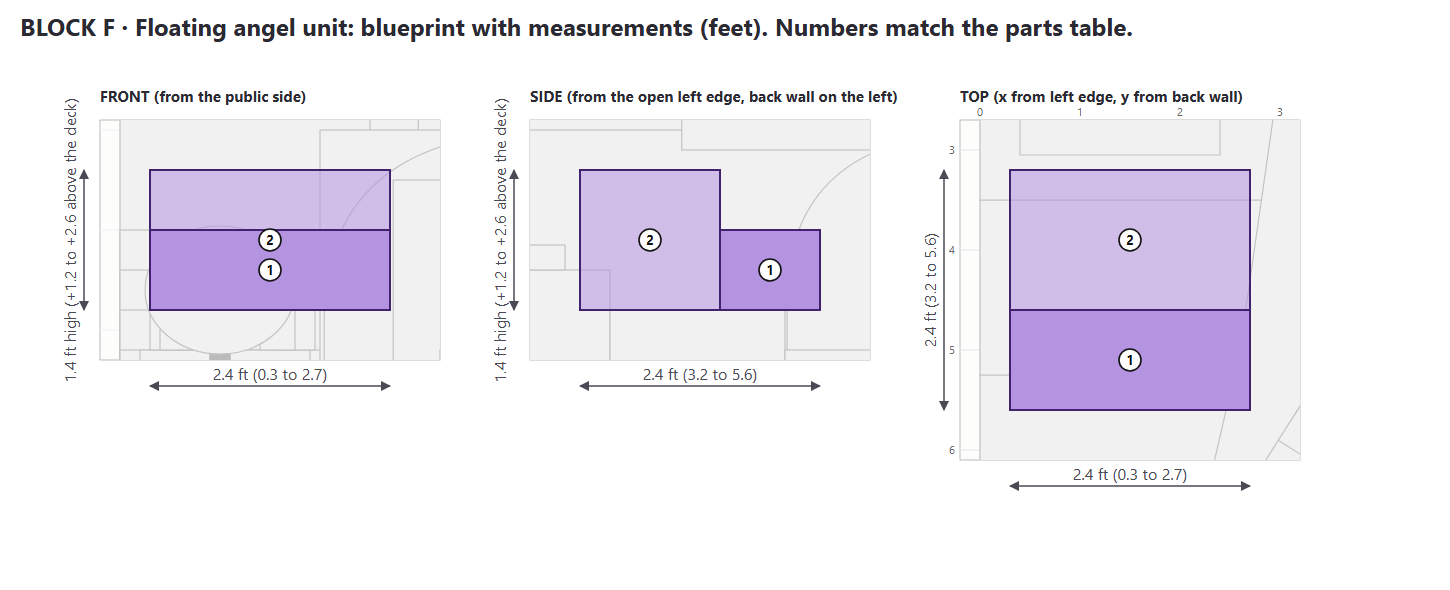 BLOCK F · Floating angel unit: blueprint with measurements (feet). Numbers match the parts table.
FRONT (from the public side)
1.4 ft high (+1.2 to +2.6 above the deck)
2
1
2.4 ft (0.3 to 2.7)
SIDE (from the open left edge, back wall on the left)
1.4 ft high (+1.2 to +2.6 above the deck)
2
1
2.4 ft (3.2 to 5.6)
TOP (x from left edge, y from back wall)
0 1 2 3
3
4
5
6
2.4 ft (3.2 to 5.6)
2
1
2.4 ft (0.3 to 2.7)